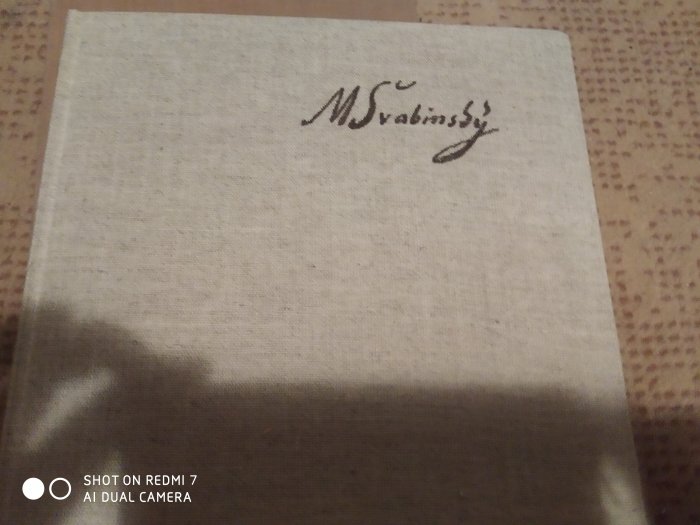 M Švabinský
SHOT ON REDMI 7
AI DUAL CAMERA